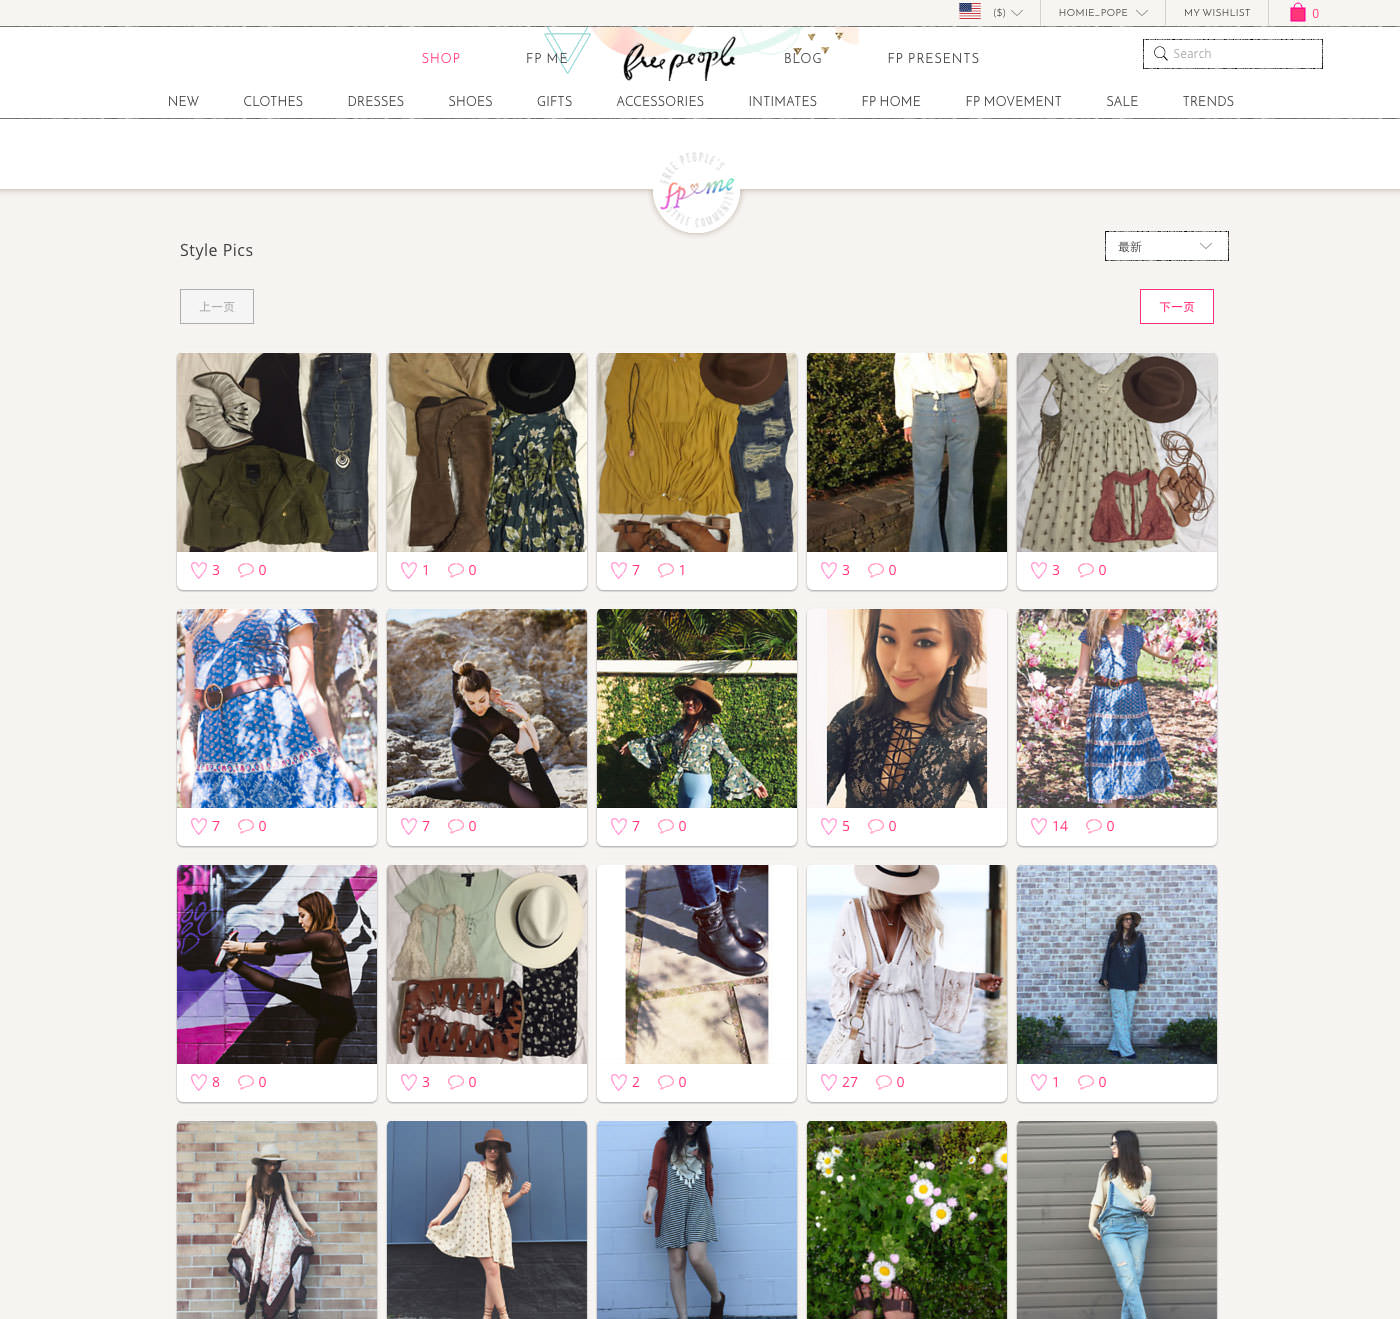 ($) HOMIE_POPE MY WISHLIST 0
SHOP FP ME free people BLOG FP PRESENTS Search
NEW CLOTHES DRESSES SHOES GIFTS ACCESSORIES INTIMATES FP HOME FP MOVEMENT SALE TRENDS
FREE PEOPLE'S
fp me
STYLE COMMUNITY
Style Pics 最新
上一页 下一页
3 0 1 0 7 1 3 0 3 0
7 0 7 0 7 0 5 0 14 0
8 0 3 0 2 0 27 0 1 0